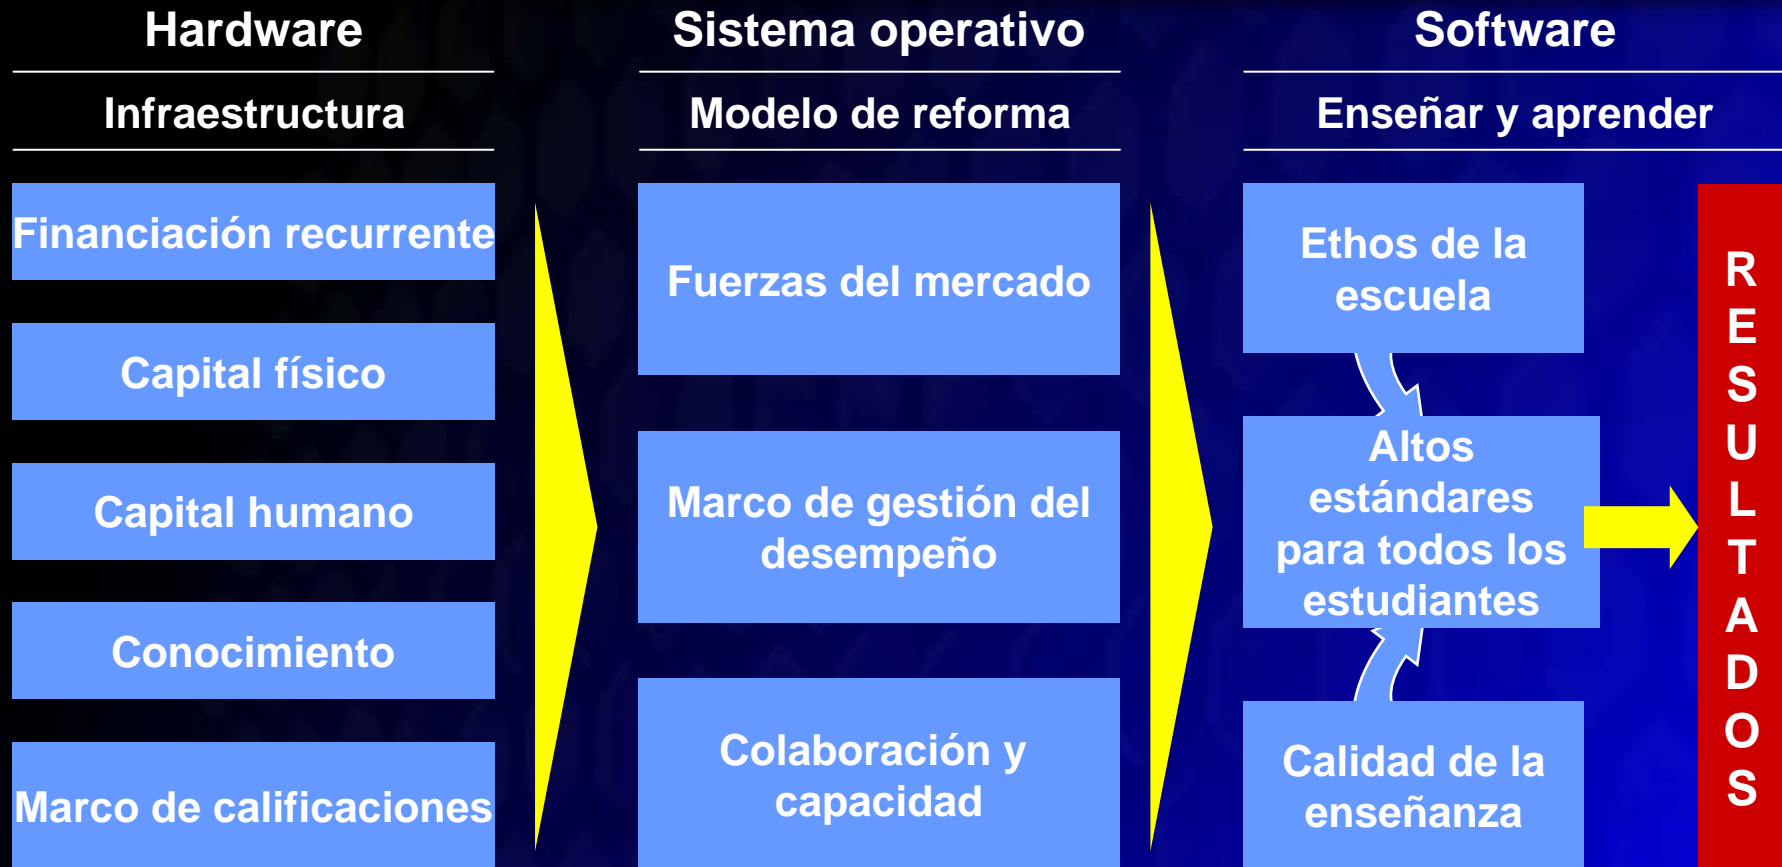 Hardware
Infraestructura
Financiación recurrente
Capital físico
Capital humano
Conocimiento
Marco de calificaciones
Sistema operativo
Modelo de reforma
Fuerzas del mercado
Marco de gestión del
desempeño
Colaboración y
capacidad
Software
Enseñar y aprender
Ethos de la
escuela
Altos
estándares
para todos los
estudiantes
Calidad de la
enseñanza
R
E
S
U
L
T
A
D
O
S